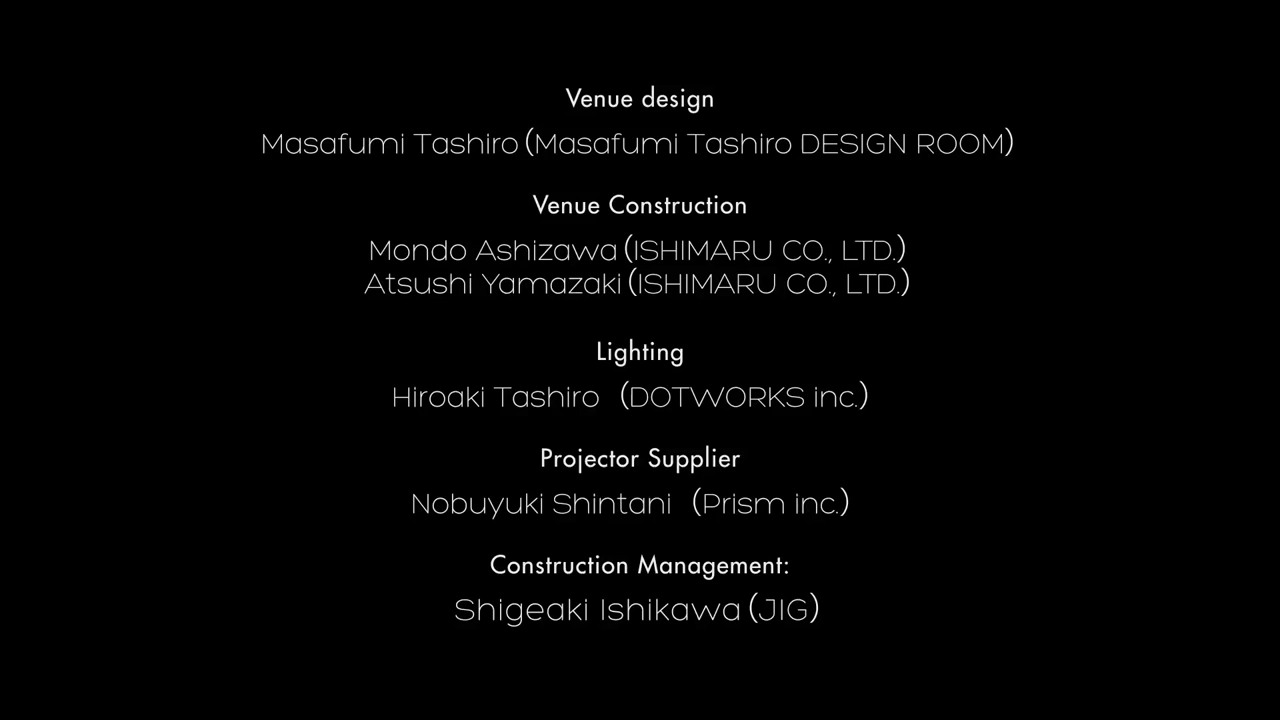 Venue design
Masafumi Tashiro (Masafumi Tashiro DESIGN ROOM)
Venue Construction
Mondo Ashizawa (ISHIMARU CO., LTD.)
Atsushi Yamazaki (ISHIMARU CO., LTD.)
Lighting
Hiroaki Tashiro (DOTWORKS inc.)
Projector Supplier
Nobuyuki Shintani (Prism inc.)
Construction Management:
Shigeaki Ishikawa (JIG)